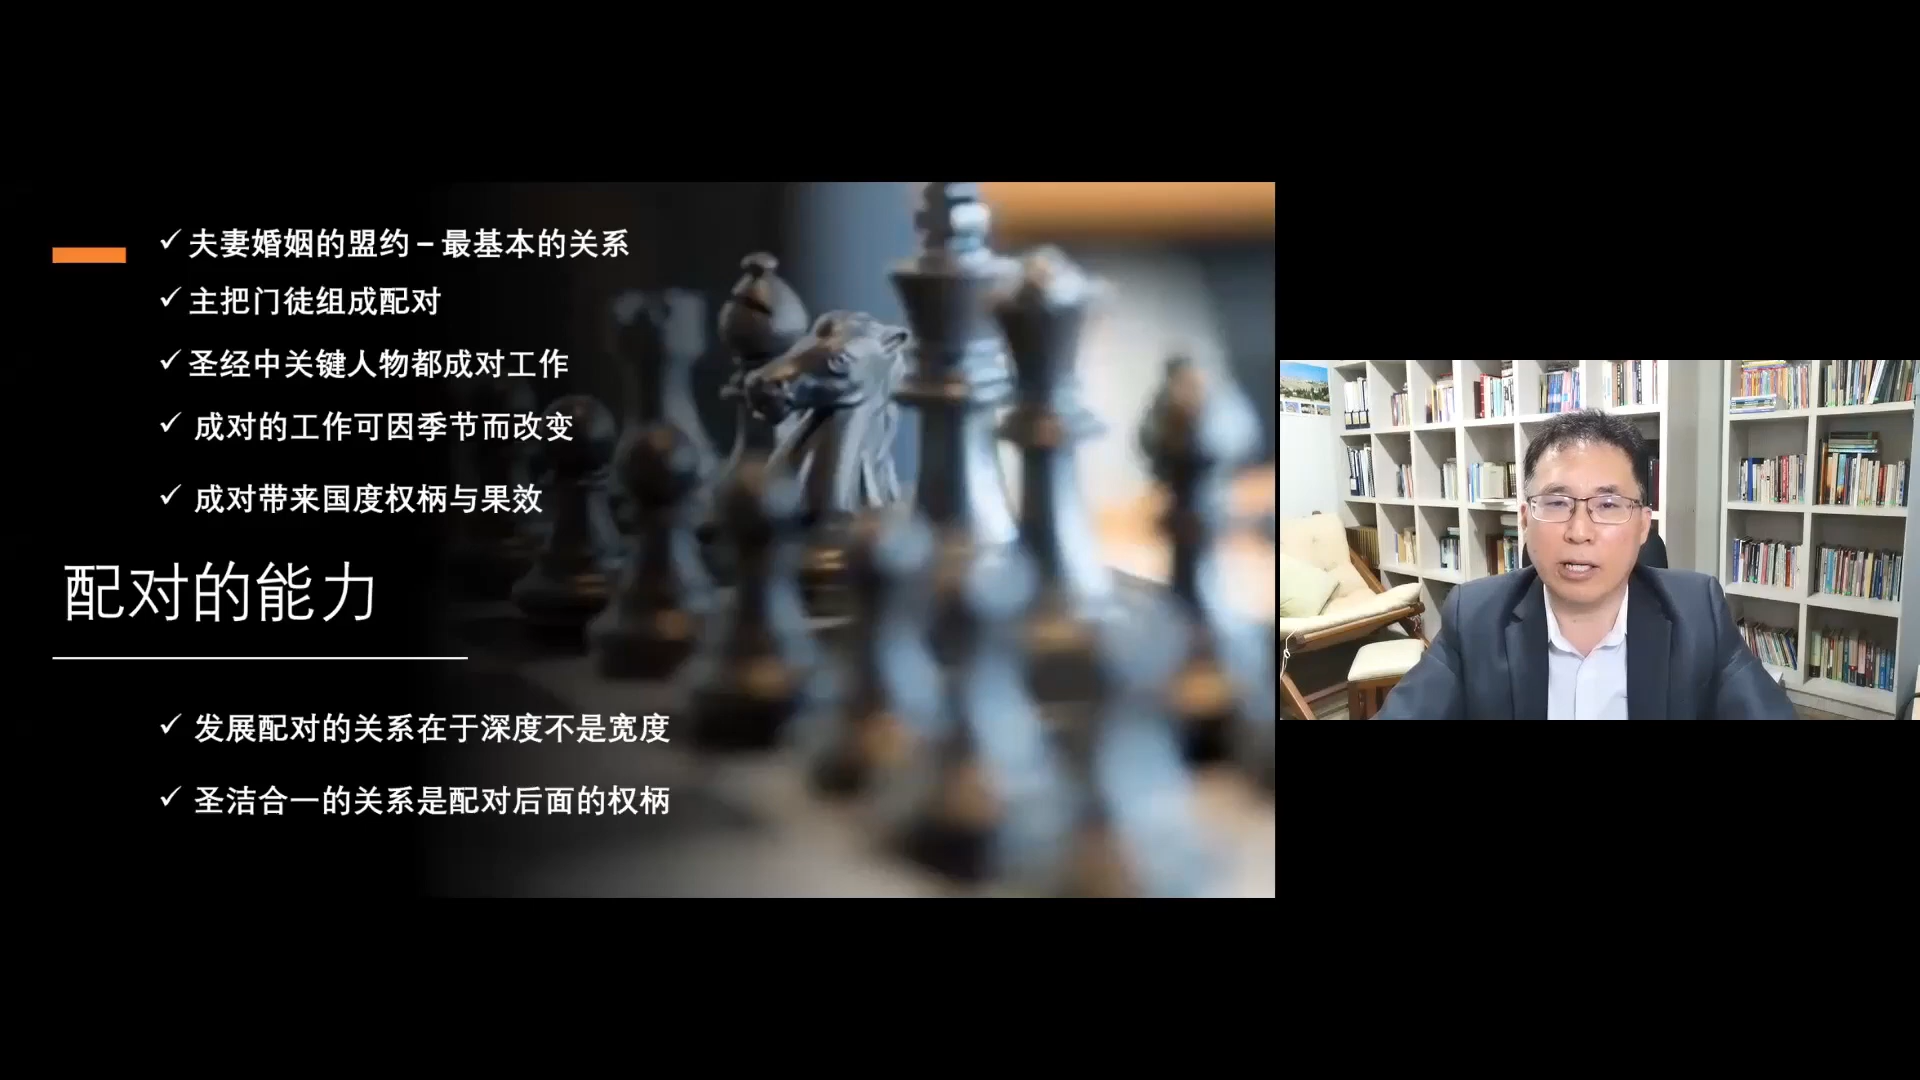 ✓ 夫妻婚姻的盟约 – 最基本的关系
✓ 主把门徒组成配对
✓ 圣经中关键人物都成对工作
✓ 成对的工作可因季节而改变
✓ 成对带来国度权柄与果效
配对的能力
✓ 发展配对的关系在于深度不是宽度
✓ 圣洁合一的关系是配对后面的权柄